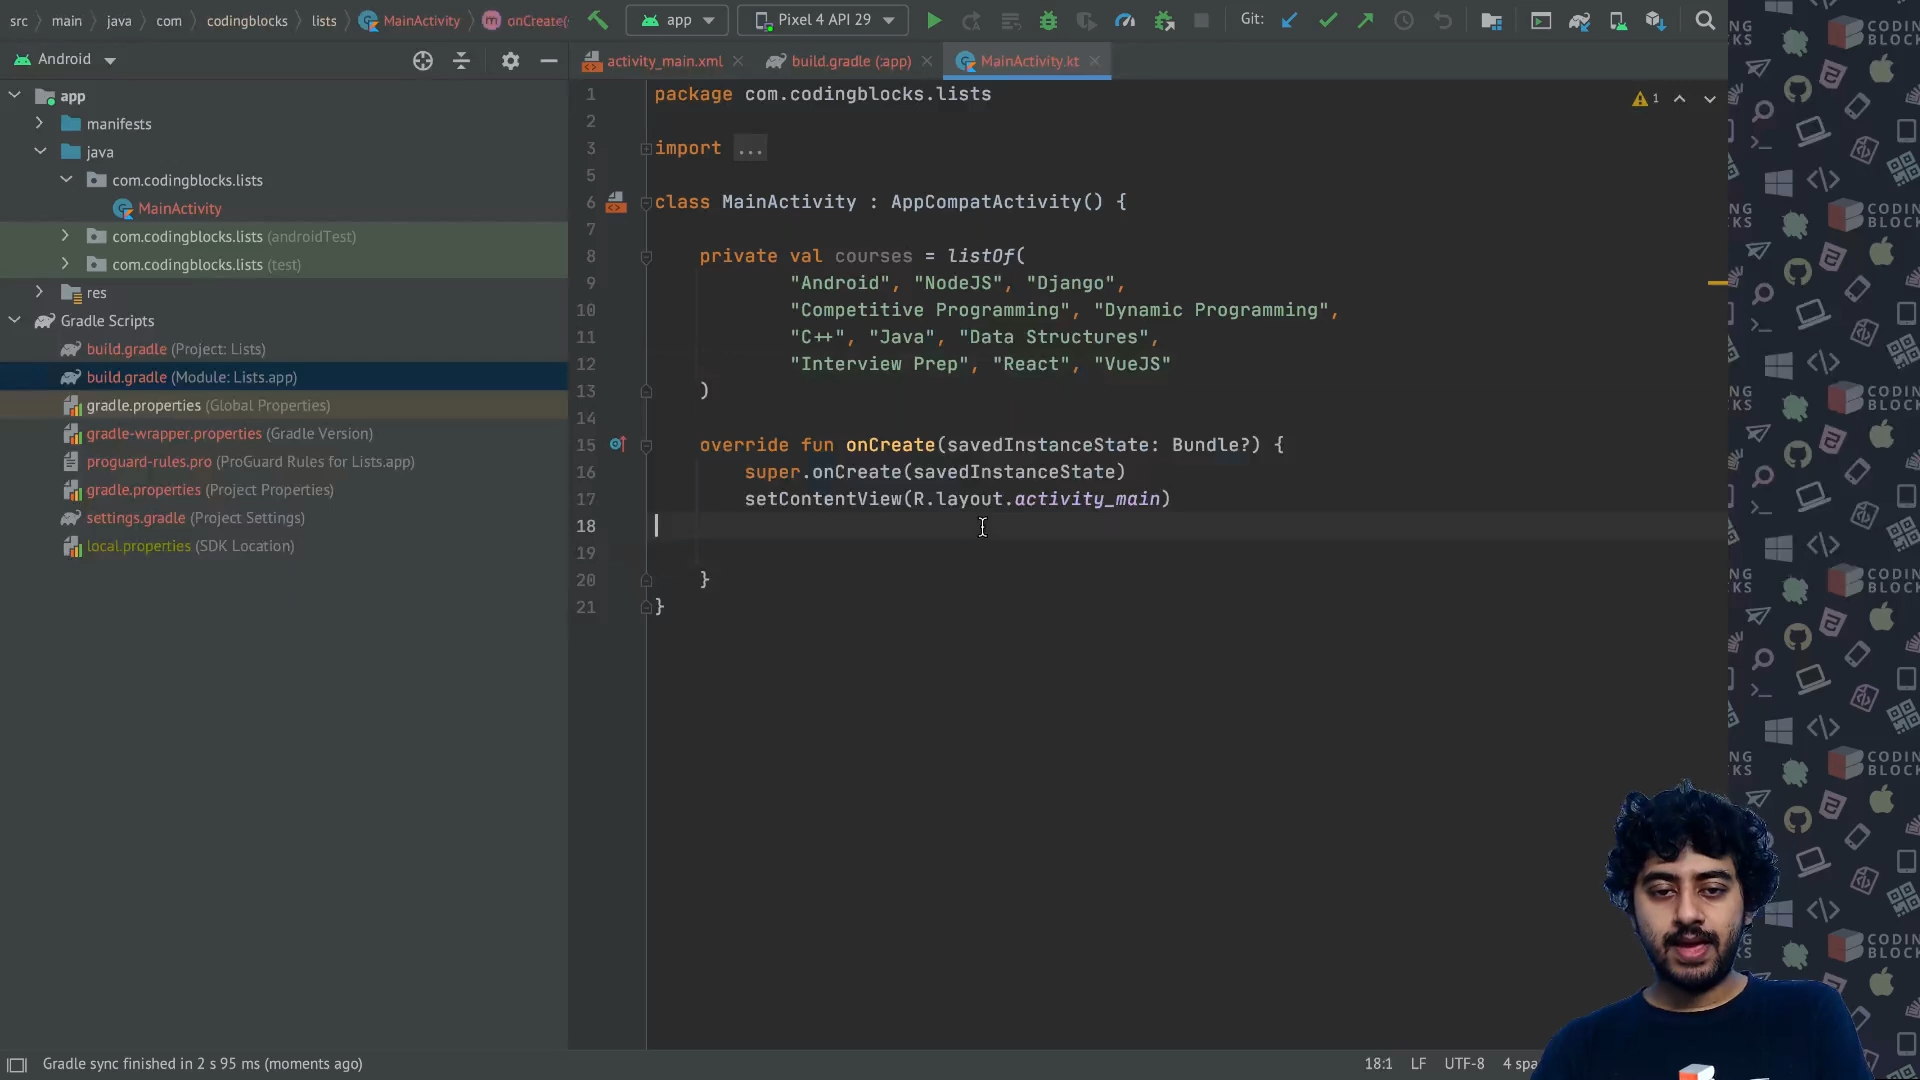 src main java com codingblocks lists MainActivity onCreate( app Pixel 4 API 29 Git:
Android
activity_main.xml build.gradle (:app) MainActivity.kt
app
manifests
java
com.codingblocks.lists
MainActivity
com.codingblocks.lists (androidTest)
com.codingblocks.lists (test)
res
Gradle Scripts
build.gradle (Project: Lists)
build.gradle (Module: Lists.app)
gradle.properties (Global Properties)
gradle-wrapper.properties (Gradle Version)
proguard-rules.pro (ProGuard Rules for Lists.app)
gradle.properties (Project Properties)
settings.gradle (Project Settings)
local.properties (SDK Location)
1 package com.codingblocks.lists
2
3 import ...
5
6 class MainActivity : AppCompatActivity() {
7
8 private val courses = listOf(
9 "Android", "NodeJS", "Django",
10 "Competitive Programming", "Dynamic Programming",
11 "C++", "Java", "Data Structures",
12 "Interview Prep", "React", "VueJS"
13 )
14
15 override fun onCreate(savedInstanceState: Bundle?) {
16 super.onCreate(savedInstanceState)
17 setContentView(R.layout.activity_main)
18
19
20 }
21 }
1
Gradle sync finished in 2 s 95 ms (moments ago)
18:1 LF UTF-8 4 spa
CODING
BLOCKS